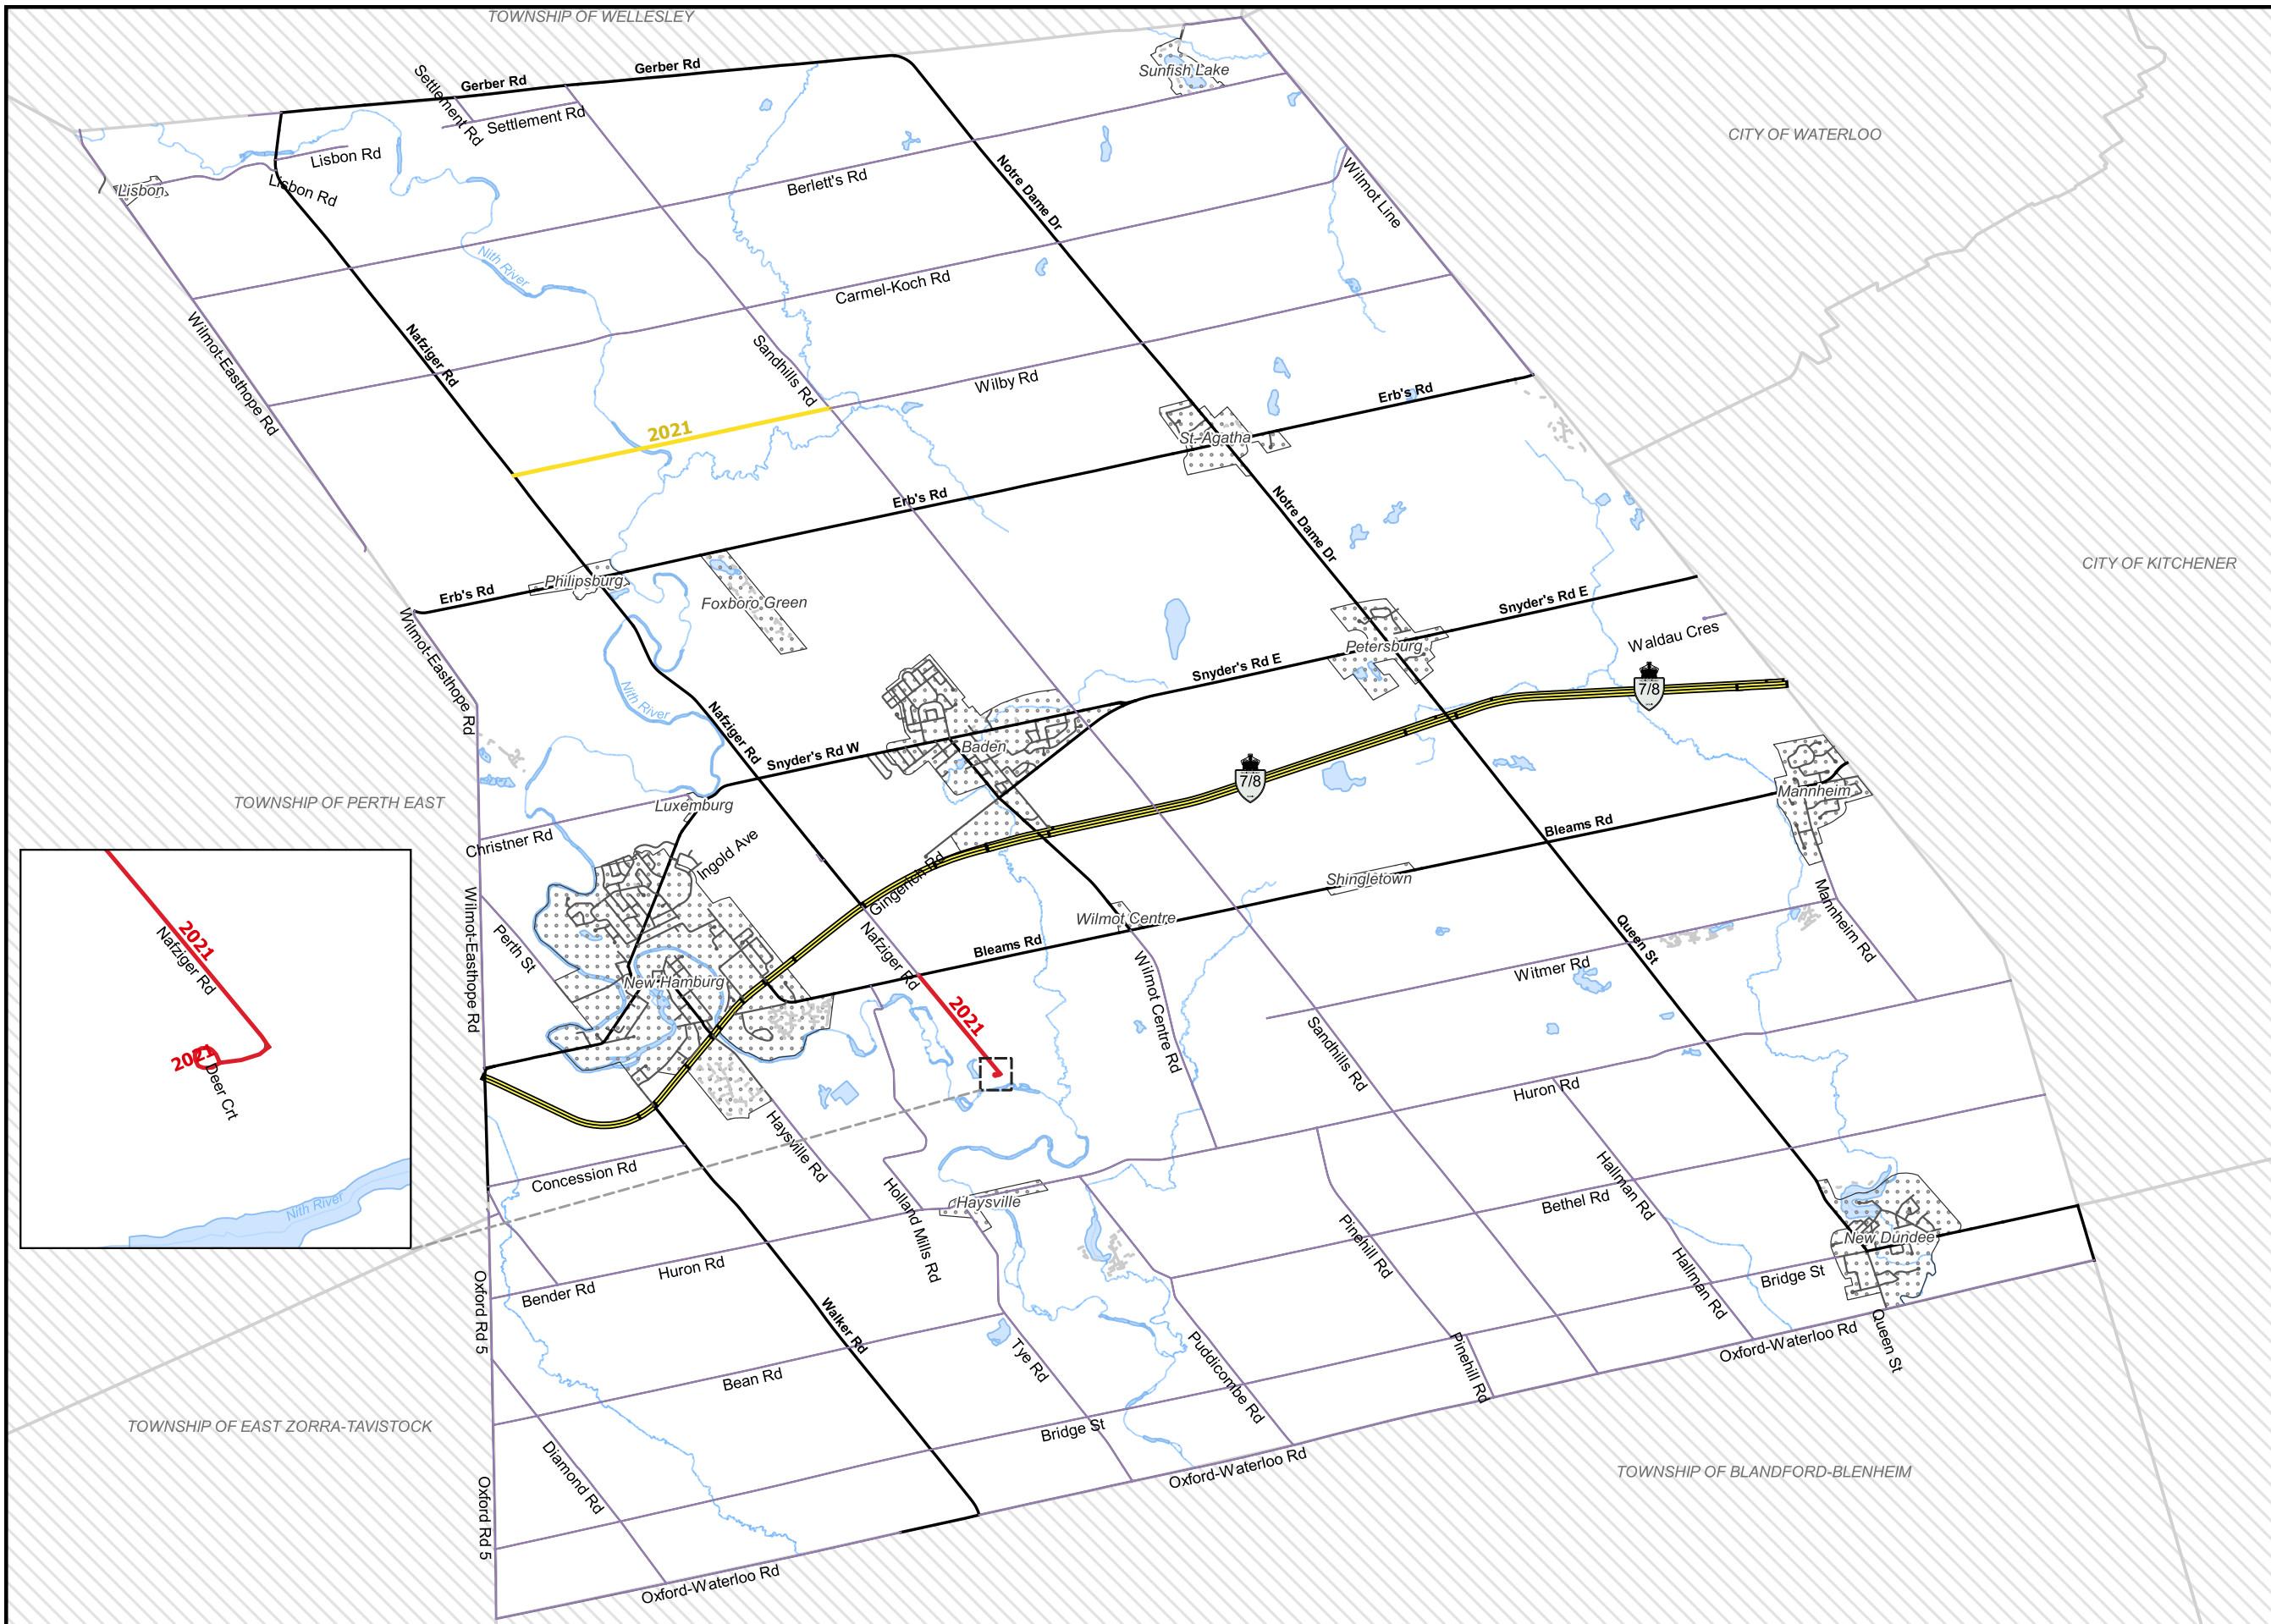 TOWNSHIP OF WELLESLEY
Gerber Rd
Gerber Rd
Settlement Rd
Settlement Rd
Sunfish Lake
CITY OF WATERLOO
Lisbon Rd
Lisbon Rd
Lisbon
Berlett's Rd
Notre Dame Dr
Wilmot Line
Nith River
Carmel-Koch Rd
Wilmot-Easthope Rd
Nafziger Rd
Sandhills Rd
Wilby Rd
Erb's Rd
2021
St. Agatha
Erb's Rd
Notre Dame Dr
CITY OF KITCHENER
Philipsburg
Erb's Rd
Foxboro Green
Snyder's Rd E
Wilmot-Easthope Rd
Waldau Cres
Petersburg
Snyder's Rd E
7/8
Nith River
Nafziger Rd
Snyder's Rd W
Baden
7/8
TOWNSHIP OF PERTH EAST
Luxemburg
Mannheim
Christner Rd
Ingold Ave
Bleams Rd
Gingerich Rd
Shingletown
Wilmot-Easthope Rd
Perth St
Nafziger Rd
Wilmot Centre
Bleams Rd
Mannheim Rd
Queen St
Witmer Rd
New Hamburg
Wilmot Centre Rd
2021
Nafziger Rd
2021
2021
Deer Crt
Nith River
Sandhills Rd
Huron Rd
Haysville Rd
Concession Rd
Holland Mills Rd
Haysville
Hallman Rd
Bethel Rd
Pinehill Rd
New Dundee
Huron Rd
Bender Rd
Oxford Rd 5
Hallman Rd
Bridge St
Walker Rd
Tye Rd
Puddicombe Rd
Pinehill Rd
Oxford-Waterloo Rd
Queen St
Bean Rd
TOWNSHIP OF EAST ZORRA-TAVISTOCK
Bridge St
Diamond Rd
Oxford-Waterloo Rd
TOWNSHIP OF BLANDFORD-BLENHEIM
Oxford Rd 5
Oxford-Waterloo Rd